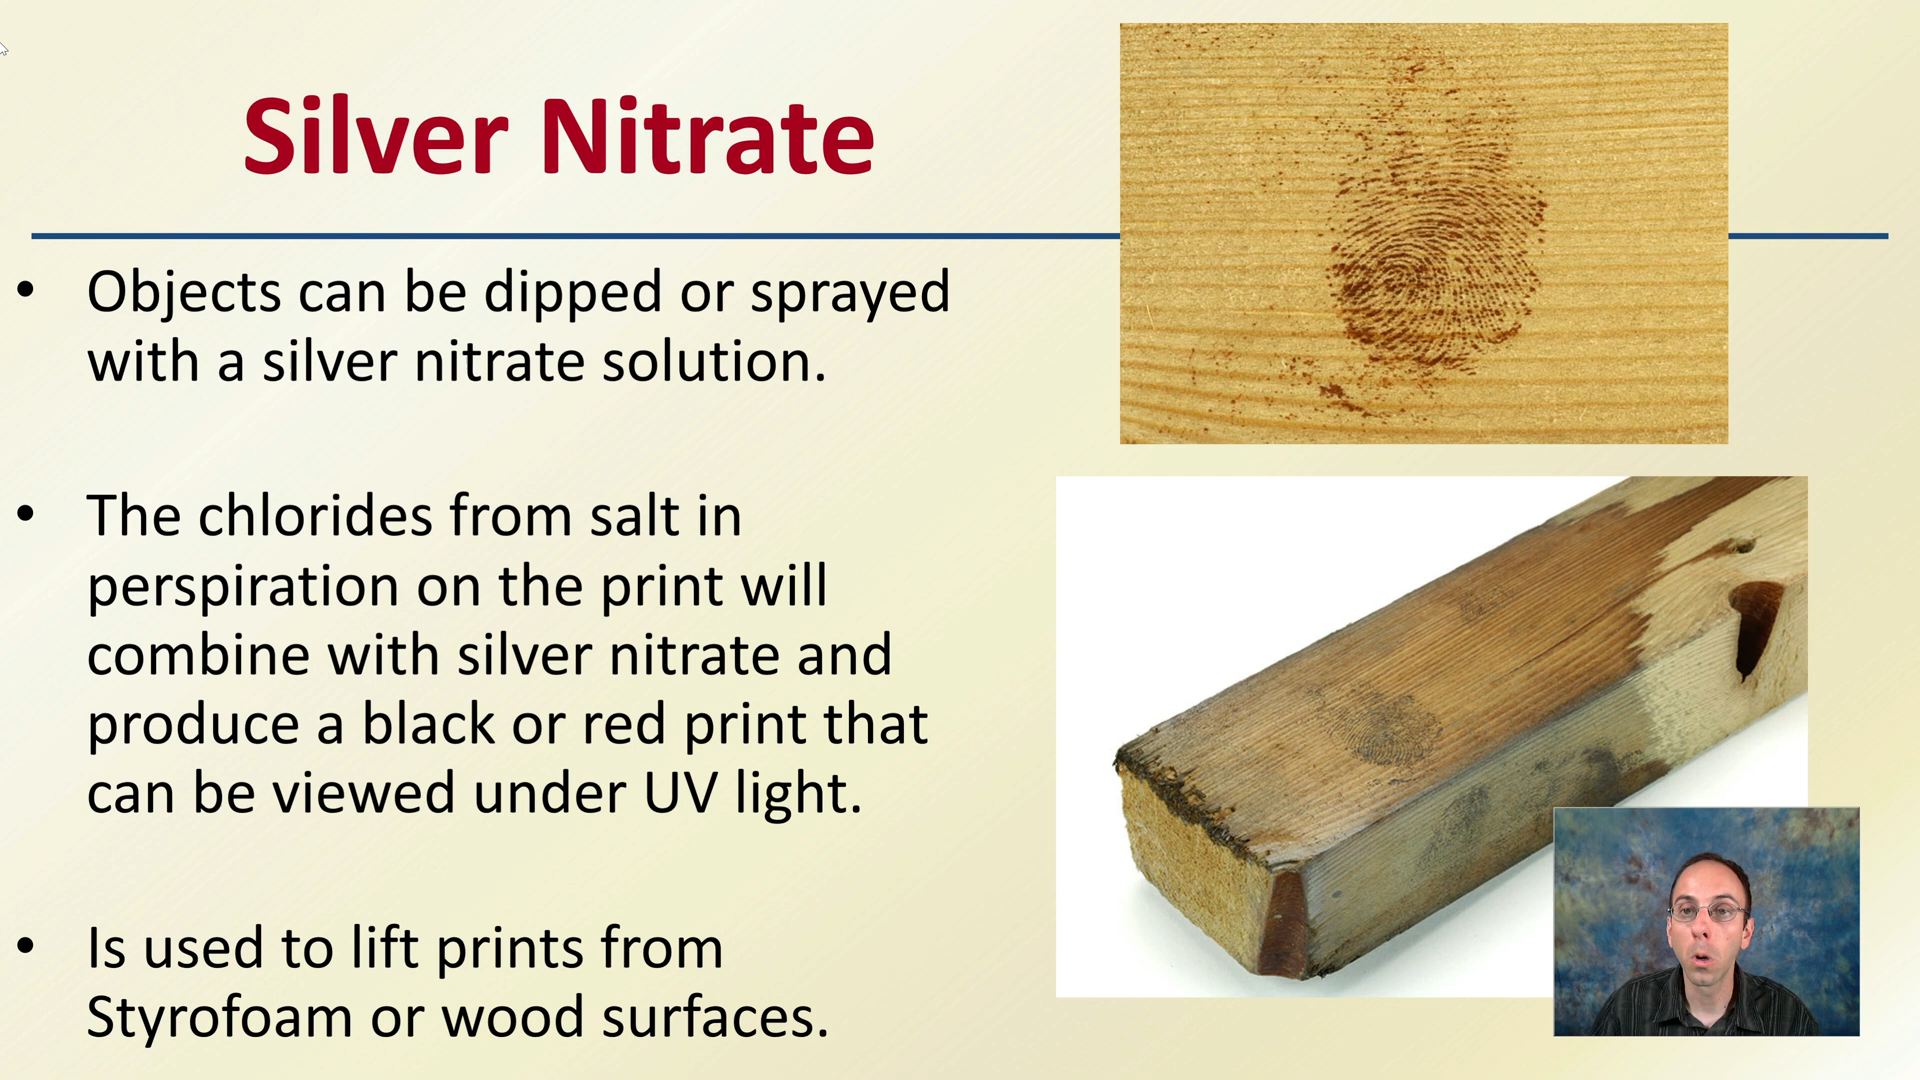 Silver Nitrate
• Objects can be dipped or sprayed
with a silver nitrate solution.
• The chlorides from salt in
perspiration on the print will
combine with silver nitrate and
produce a black or red print that
can be viewed under UV light.
• Is used to lift prints from
Styrofoam or wood surfaces.